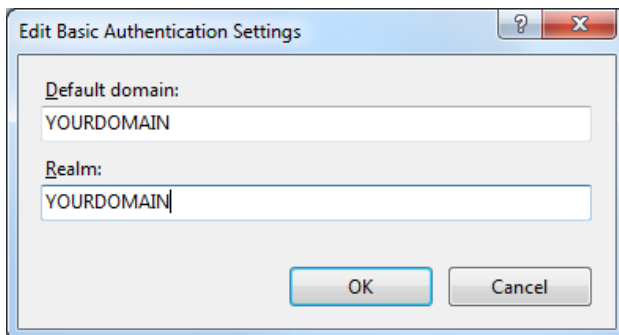 Edit Basic Authentication Settings
Default domain:
YOURDOMAIN
Realm:
YOURDOMAIN
OK Cancel